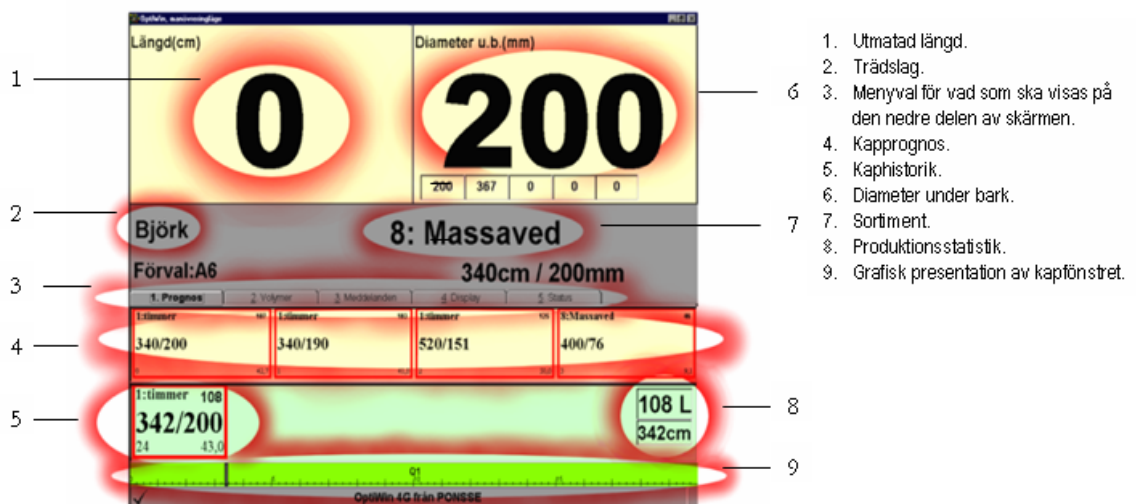 OptiWin, manöverringläge
Längd(cm)
Diameter u.b.(mm)
0
200
200 367 0 0 0
Björk
8: Massaved
Förval:A6
340cm / 200mm
1. Prognos 2. Volymer 3. Meddelanden 4. Display 5. Status
1:timmer
1:timmer
1:timmer
8:Massaved
340/200
340/190
520/151
400/76
1:timmer 108
342/200
24 43,0
108 L
342cm
Q1
OptiWin 4G från PONSSE
1
2
3
4
5
6
7
8
9
1. Utmatad längd.
2. Trädslag.
3. Menyval för vad som ska visas på
den nedre delen av skärmen.
4. Kapprognos.
5. Kaphistorik.
6. Diameter under bark.
7. Sortiment.
8. Produktionsstatistik.
9. Grafisk presentation av kapfönstret.